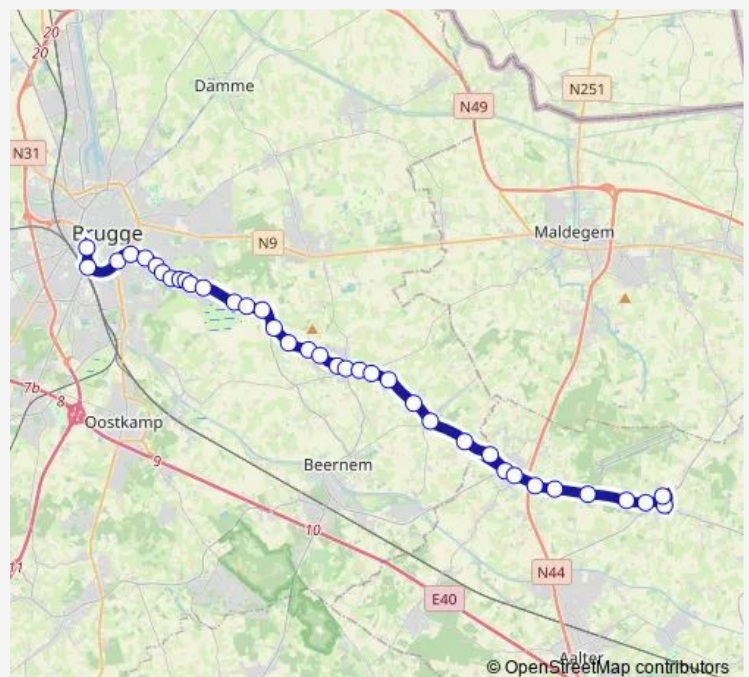 20
20
Damme
N251
N49
N31
Brugge
N9
Maldegem
7b
8
Oostkamp
Beernem
9
10
11
N44
E40
Aalter
© OpenStreetMap contributors